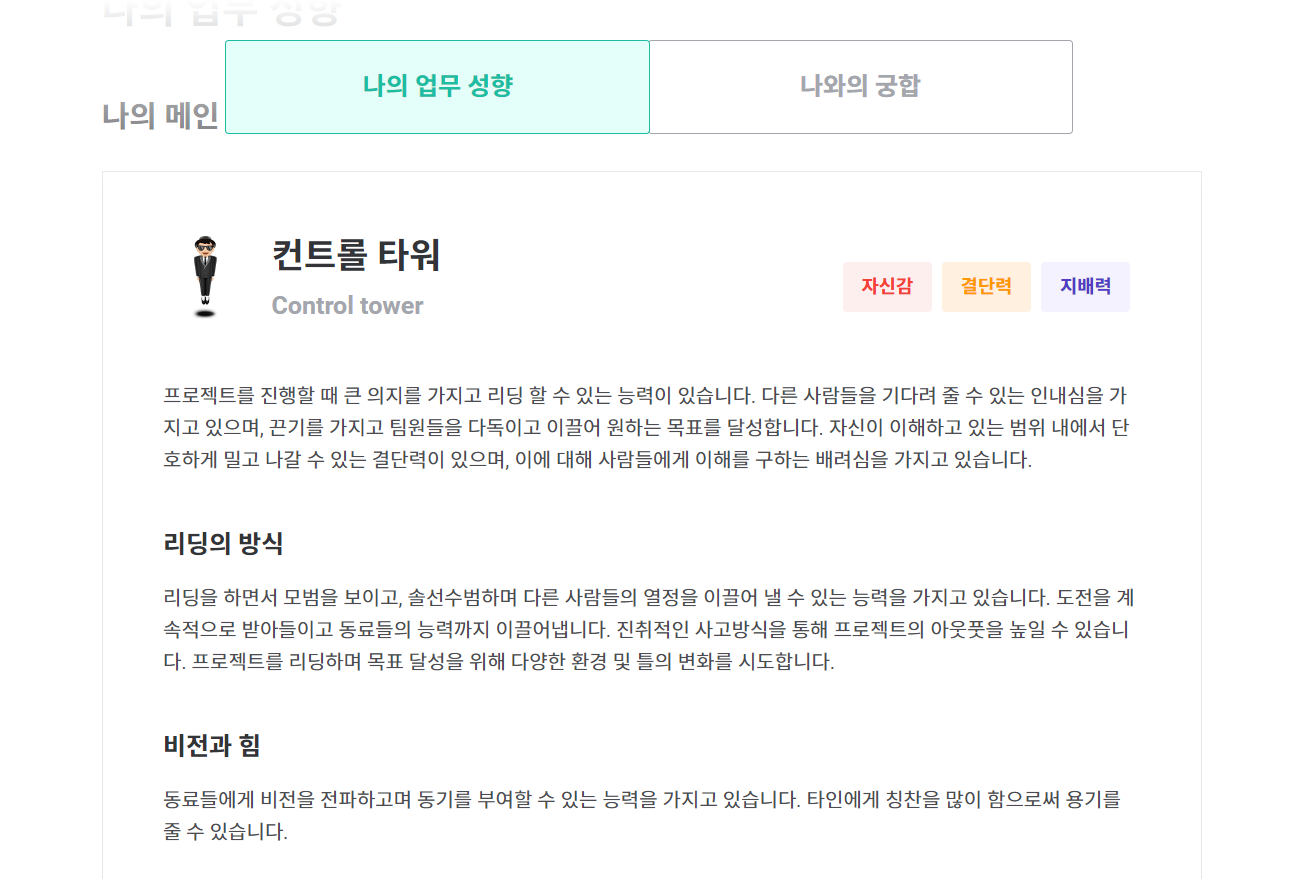 나의 업무 성향
나의 업무 성향
나와의 궁합
나의 메인
컨트롤 타워
Control tower
자신감
결단력
지배력
프로젝트를 진행할 때 큰 의지를 가지고 리딩 할 수 있는 능력이 있습니다. 다른 사람들을 기다려 줄 수 있는 인내심을 가
지고 있으며, 끈기를 가지고 팀원들을 다독이고 이끌어 원하는 목표를 달성합니다. 자신이 이해하고 있는 범위 내에서 단
호하게 밀고 나갈 수 있는 결단력이 있으며, 이에 대해 사람들에게 이해를 구하는 배려심을 가지고 있습니다.
리딩의 방식
리딩을 하면서 모범을 보이고, 솔선수범하며 다른 사람들의 열정을 이끌어 낼 수 있는 능력을 가지고 있습니다. 도전을 계
속적으로 받아들이고 동료들의 능력까지 이끌어냅니다. 진취적인 사고방식을 통해 프로젝트의 아웃풋을 높일 수 있습니
다. 프로젝트를 리딩하며 목표 달성을 위해 다양한 환경 및 틀의 변화를 시도합니다.
비전과 힘
동료들에게 비전을 전파하고며 동기를 부여할 수 있는 능력을 가지고 있습니다. 타인에게 칭찬을 많이 함으로써 용기를
줄 수 있습니다.